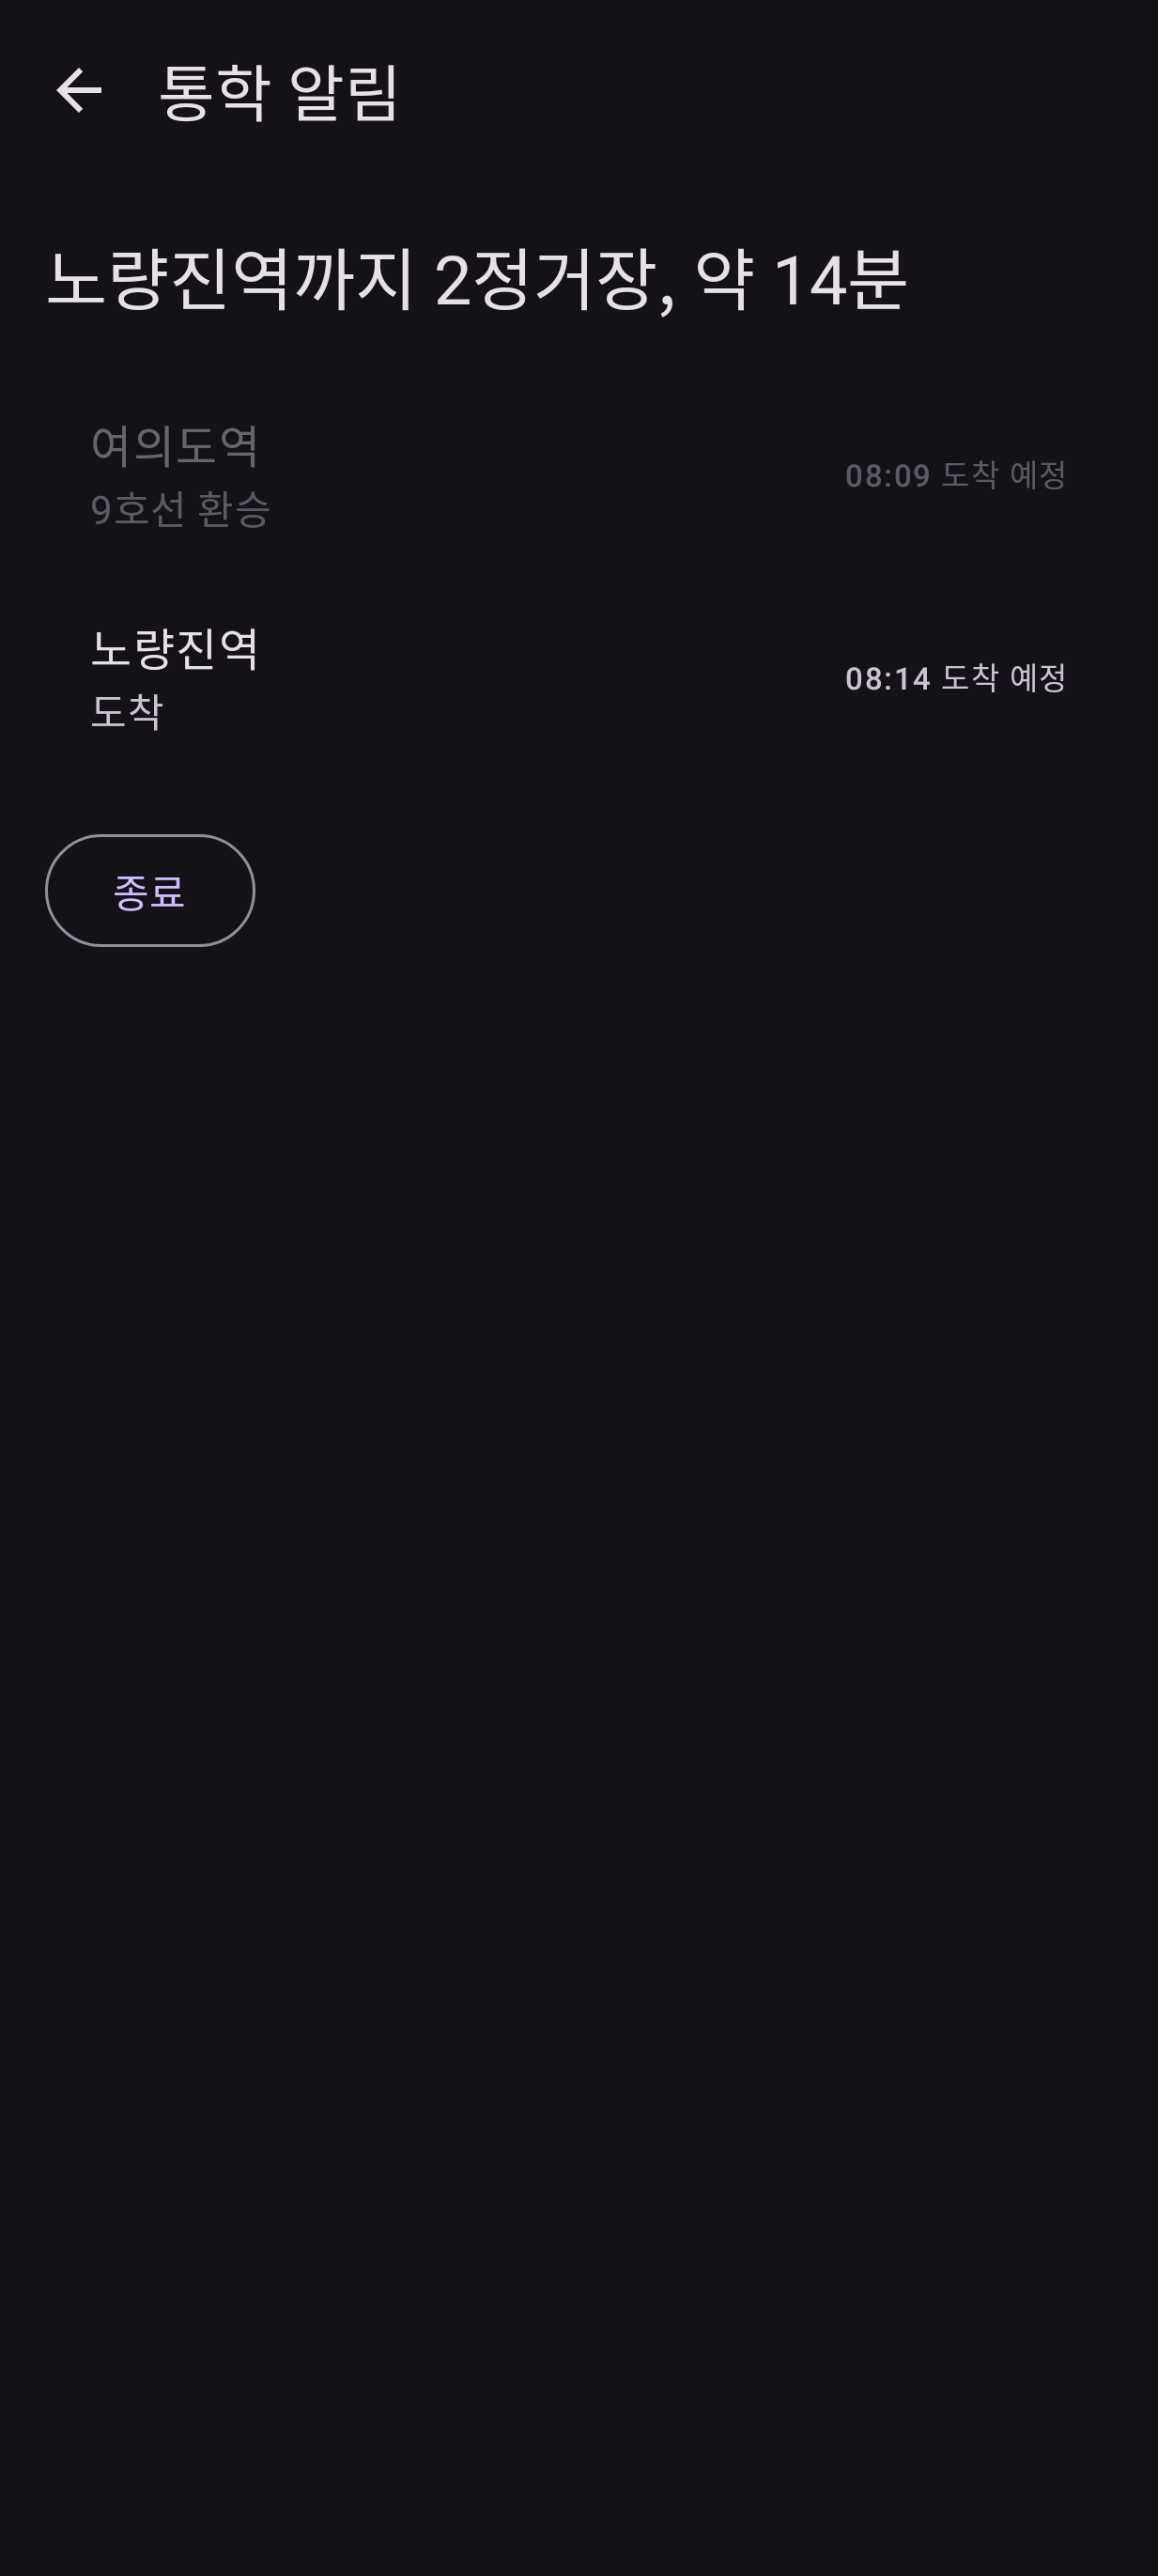 통학 알림
노량진역까지 2정거장, 약 14분
여의도역
9호선 환승
08:09 도착 예정
노량진역
도착
08:14 도착 예정
종료